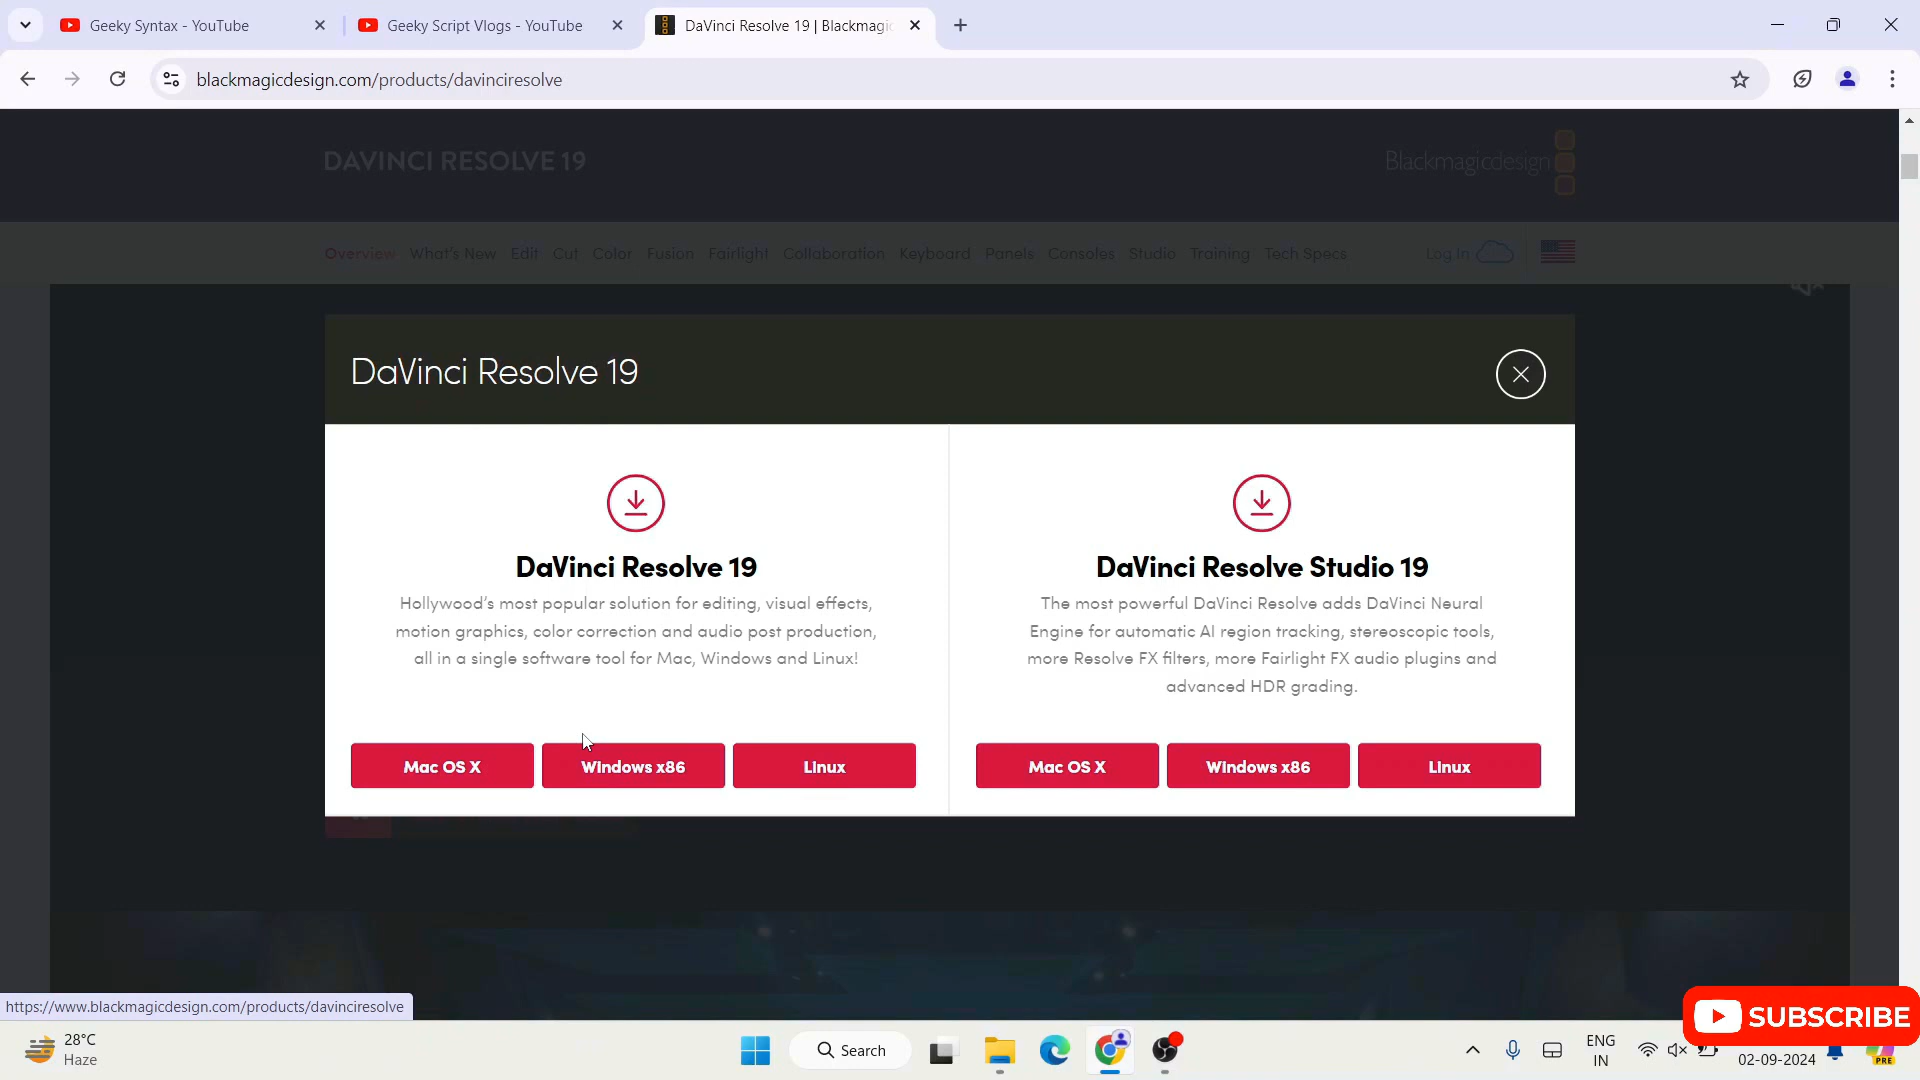 Geeky Syntax - YouTube
Geeky Script Vlogs - YouTube
DaVinci Resolve 19 | Blackmagic
blackmagicdesign.com/products/davinciresolve
DAVINCI RESOLVE 19
Blackmagicdesign
Overview What's New Edit Cut Color Fusion Fairlight Collaboration Keyboard Panels Consoles Studio Training Tech Specs Log In
DaVinci Resolve 19
DaVinci Resolve 19
Hollywood's most popular solution for editing, visual effects,
motion graphics, color correction and audio post production,
all in a single software tool for Mac, Windows and Linux!
Mac OS X
Windows x86
Linux
DaVinci Resolve Studio 19
The most powerful DaVinci Resolve adds DaVinci Neural
Engine for automatic AI region tracking, stereoscopic tools,
more Resolve FX filters, more Fairlight FX audio plugins and
advanced HDR grading.
Mac OS X
Windows x86
Linux
https://www.blackmagicdesign.com/products/davinciresolve
SUBSCRIBE
28°C
Haze
Search
ENG
IN
02-09-2024
PRE